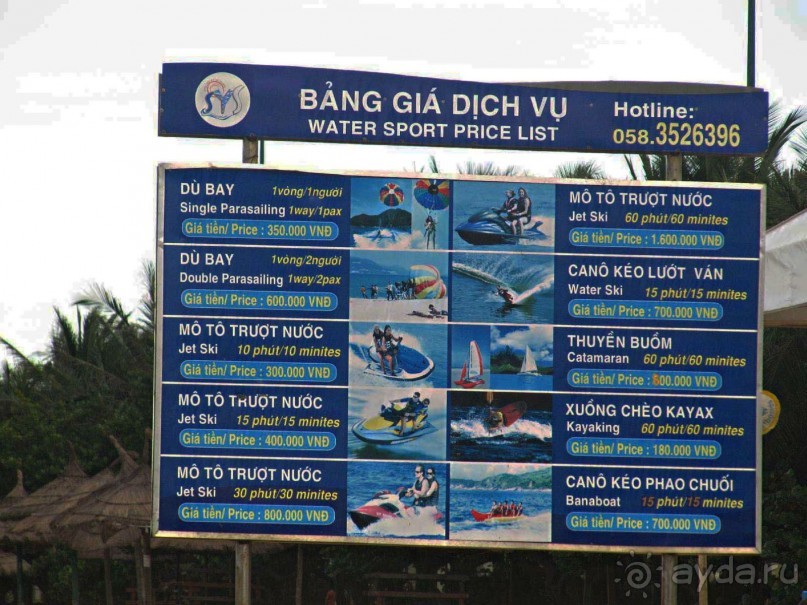 SMS
BẢNG GIÁ DỊCH VỤ
WATER SPORT PRICE LIST
Hotline:
058.3526396
DÙ BAY 1vòng/1người
Single Parasailing 1way/1pax
Giá tiền/ Price : 350.000 VNĐ
DÙ BAY 1vòng/2người
Double Parasailing 1way/2pax
Giá tiền/ Price : 600.000 VNĐ
MÔ TÔ TRƯỢT NƯỚC
Jet Ski 10 phút/10 minites
Giá tiền/ Price : 300.000 VNĐ
MÔ TÔ TRƯỢT NƯỚC
Jet Ski 15 phút/15 minites
Giá tiền/ Price : 400.000 VNĐ
MÔ TÔ TRƯỢT NƯỚC
Jet Ski 30 phút/30 minites
Giá tiền/ Price : 800.000 VNĐ
MÔ TÔ TRƯỢT NƯỚC
Jet Ski 60 phút/60 minites
Giá tiền/ Price : 1.600.000 VNĐ
CANÔ KÉO LƯỚT VÁN
Water Ski 15 phút/15 minites
Giá tiền/ Price : 700.000 VNĐ
THUYỀN BUỒM
Catamaran 60 phút/60 minites
Giá tiền/ Price : 500.000 VNĐ
XUỒNG CHÈO KAYAX
Kayaking 60 phút/60 minites
Giá tiền/ Price : 180.000 VNĐ
CANÔ KÉO PHAO CHUỐI
Banaboat 15 phút/15 minites
Giá tiền/ Price : 700.000 VNĐ
ayda.ru